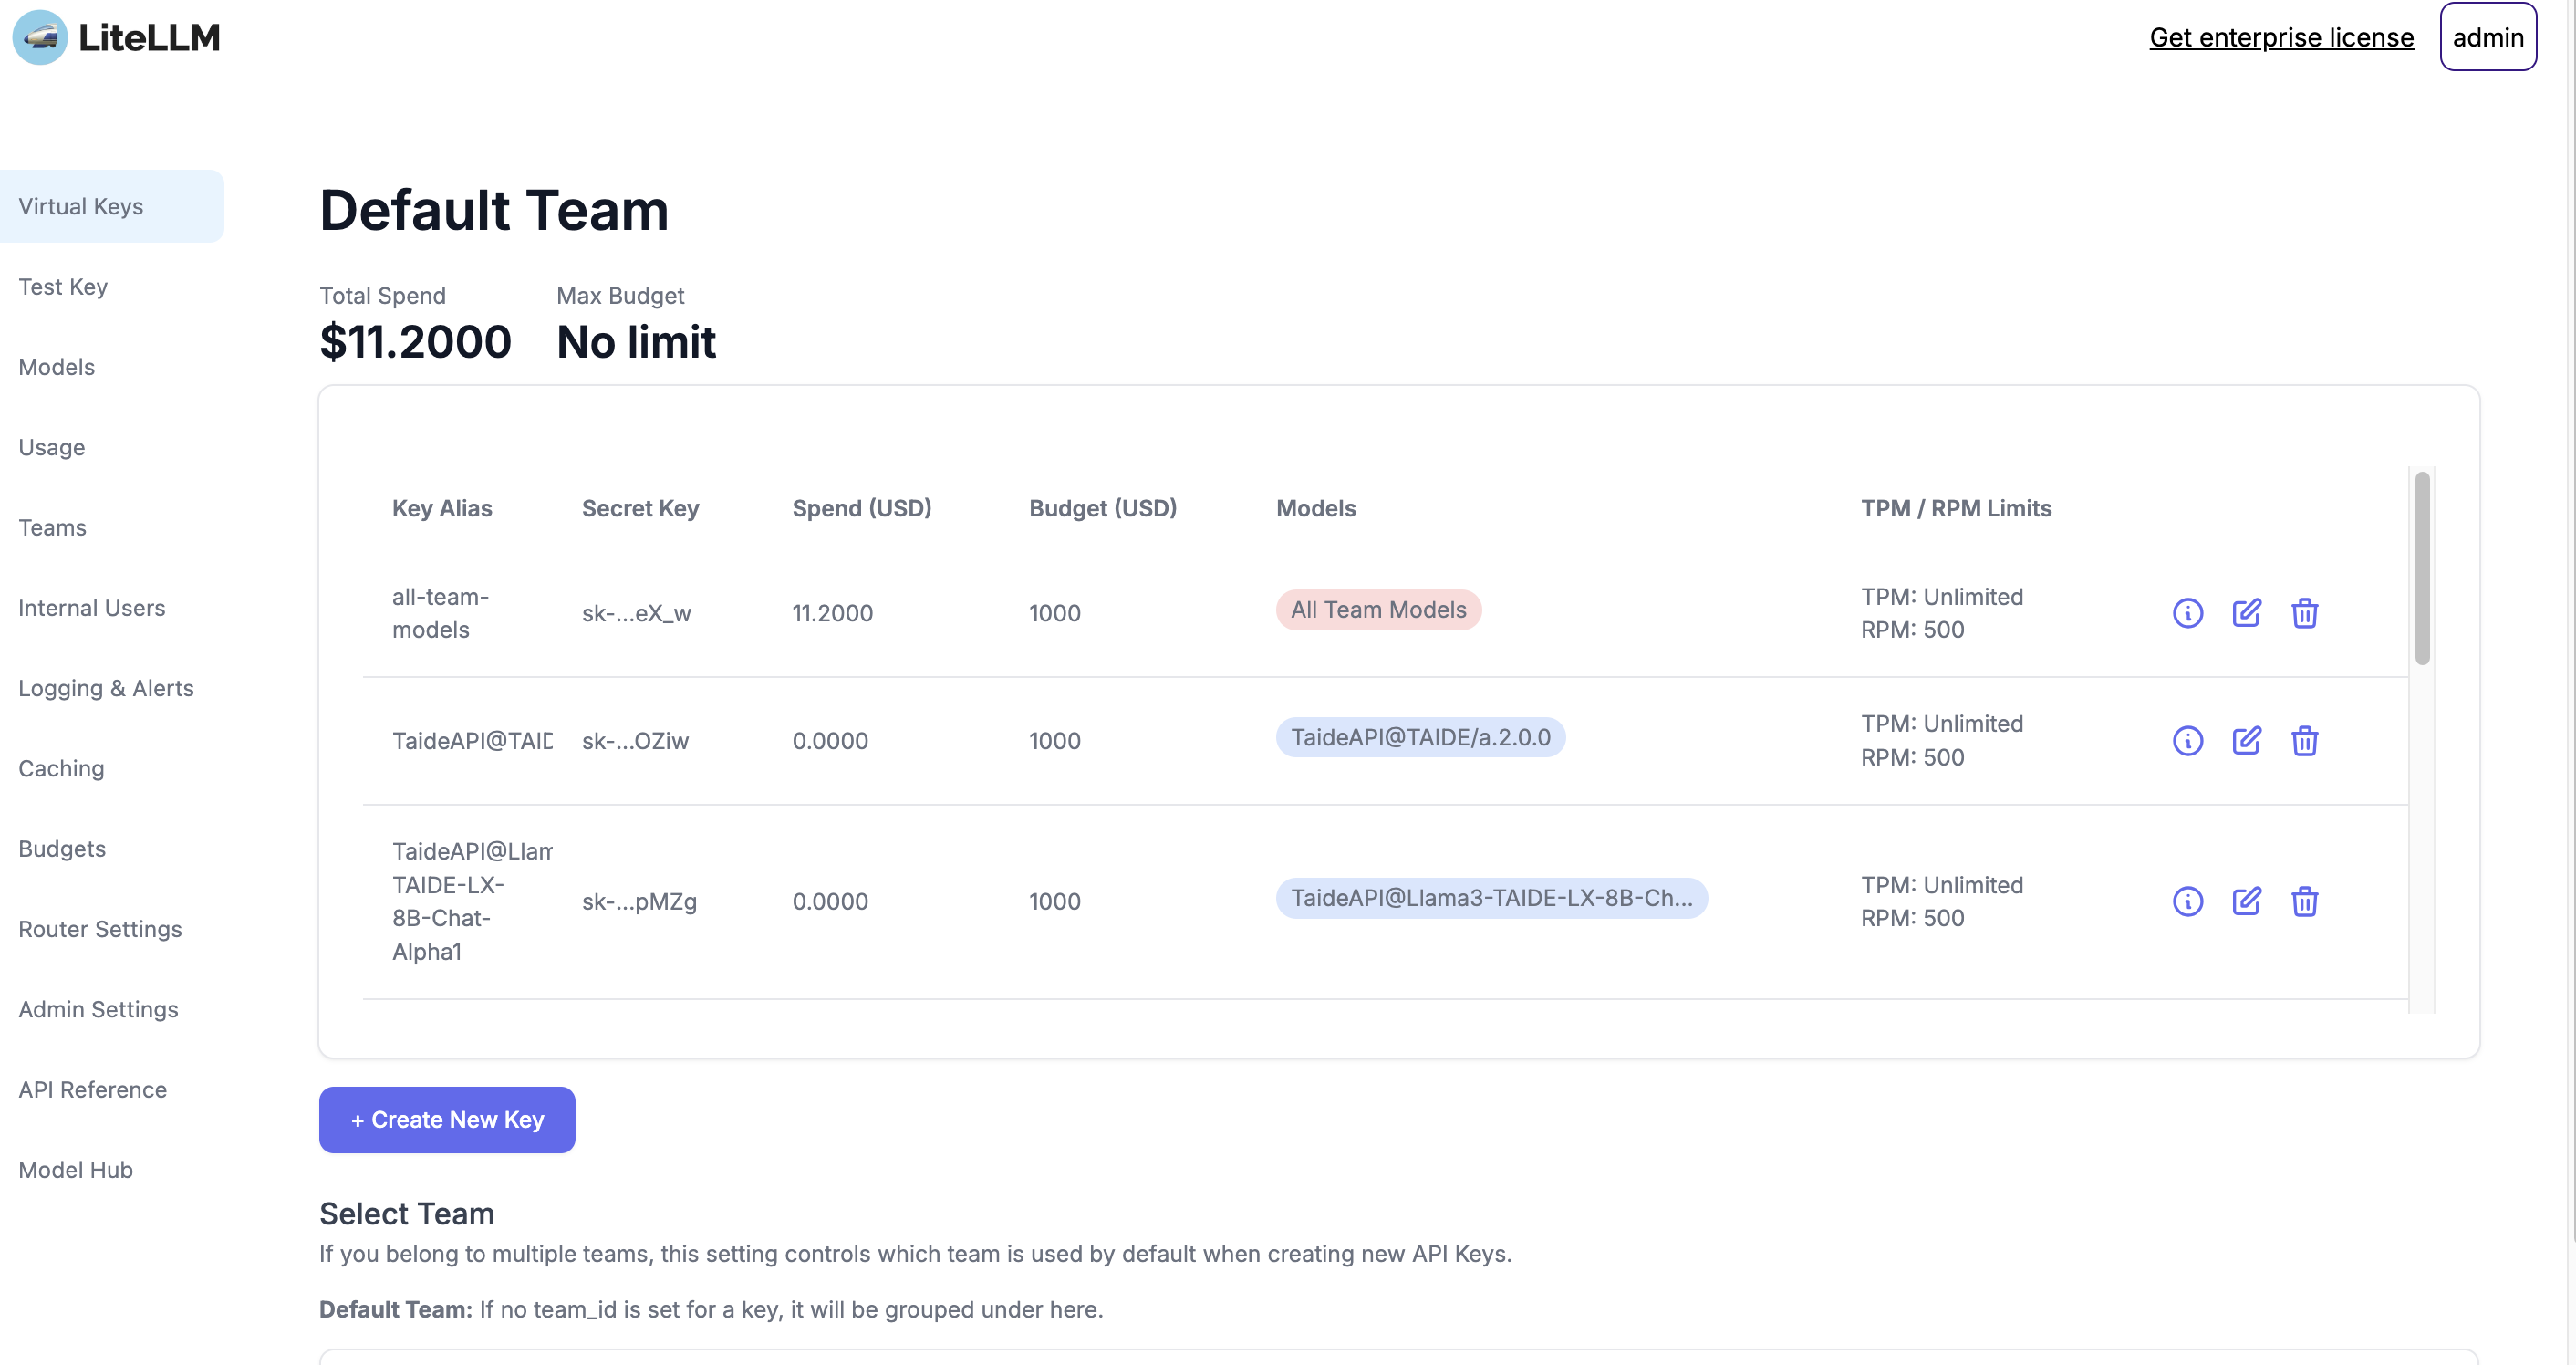 LiteLLM
Get enterprise license
admin
Virtual Keys
Test Key
Models
Usage
Teams
Internal Users
Logging & Alerts
Caching
Budgets
Router Settings
Admin Settings
API Reference
Model Hub
Default Team
Total Spend
$11.2000
Max Budget
No limit
Key Alias Secret Key Spend (USD) Budget (USD) Models TPM / RPM Limits
all-team-
models
sk-...eX_w 11.2000 1000 All Team Models
TPM: Unlimited
RPM: 500
TaideAPI@TAID sk-...OZiw 0.0000 1000 TaideAPI@TAIDE/a.2.0.0
TPM: Unlimited
RPM: 500
TaideAPI@Llam
TAIDE-LX-
8B-Chat-
Alpha1
sk-...pMZg 0.0000 1000 TaideAPI@Llama3-TAIDE-LX-8B-Ch...
TPM: Unlimited
RPM: 500
+ Create New Key
Select Team
If you belong to multiple teams, this setting controls which team is used by default when creating new API Keys.
Default Team: If no team_id is set for a key, it will be grouped under here.